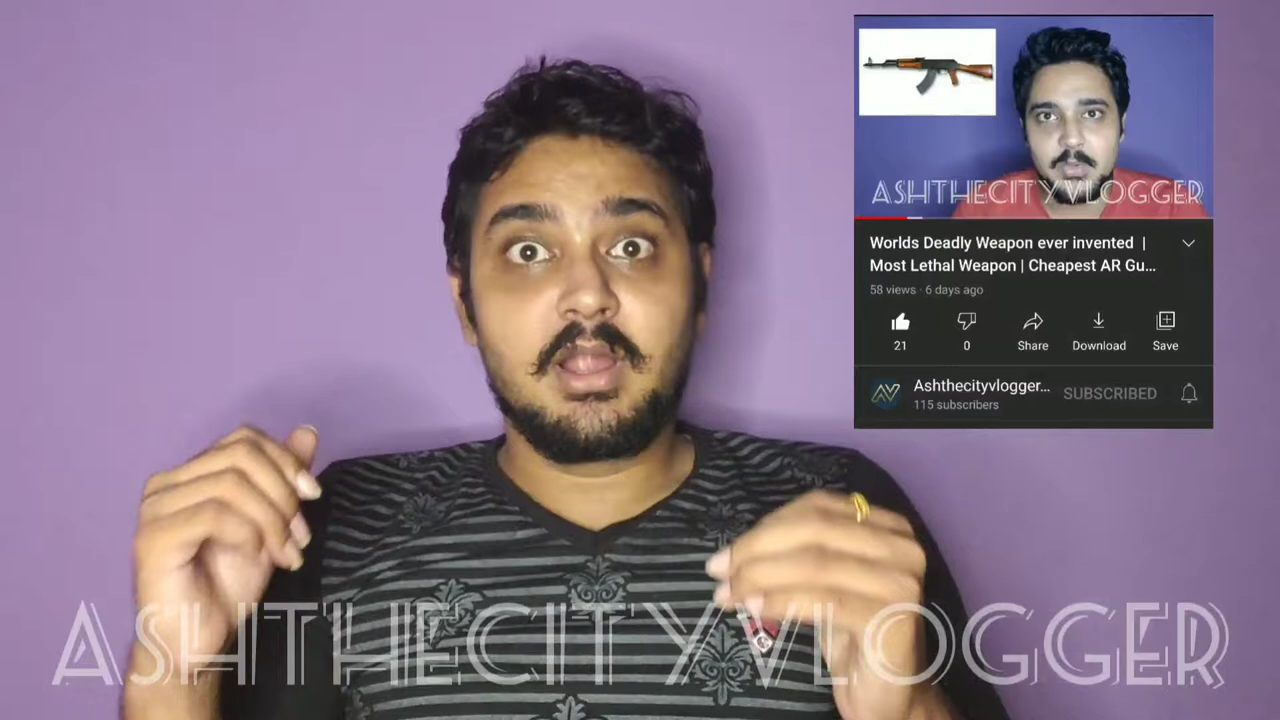 ASHTHECITYVLOGGER
Worlds Deadly Weapon ever invented |
Most Lethal Weapon | Cheapest AR Gu...
58 views · 6 days ago
21
0
Share
Download
Save
Ashthecityvlogger...
SUBSCRIBED
115 subscribers
ASHTHECITYVLOGGER